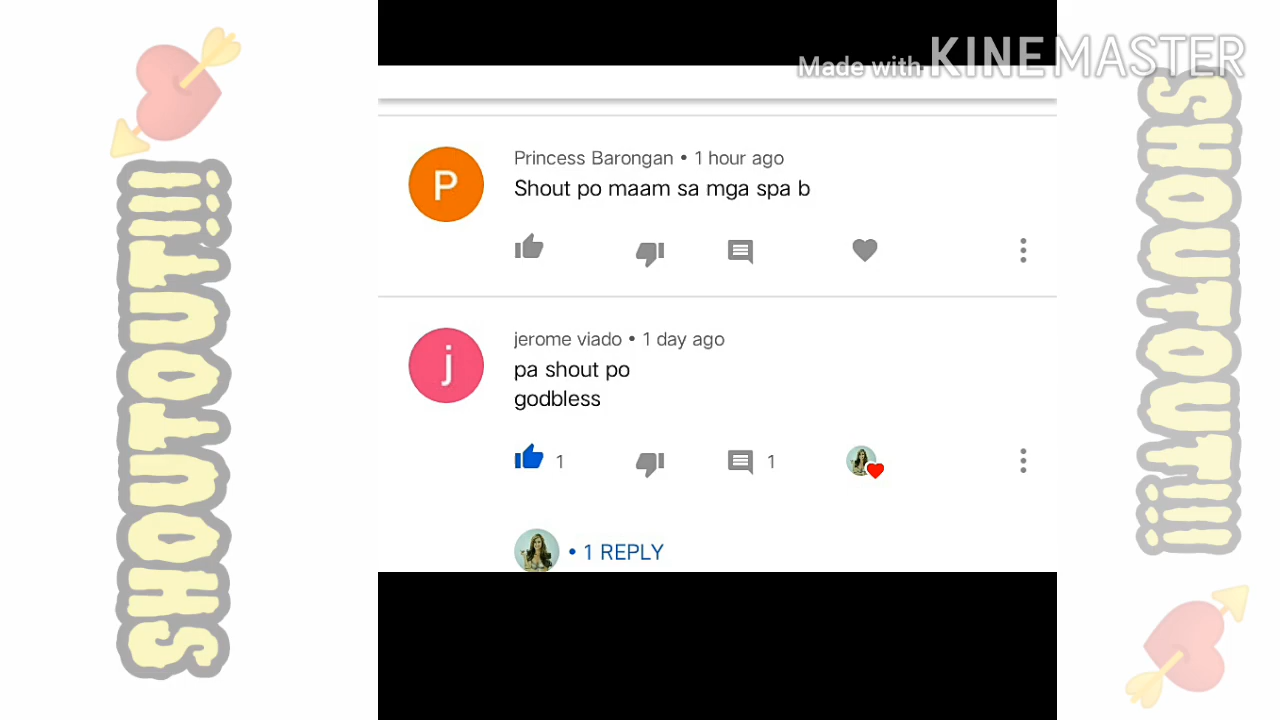 Made with KINEMASTER
SHOUTOUT!!!!
Princess Barongan • 1 hour ago
P
Shout po maam sa mga spa b
jerome viado • 1 day ago
j
pa shout po
godbless
1
1
• 1 REPLY
SHOUTOUT!!!